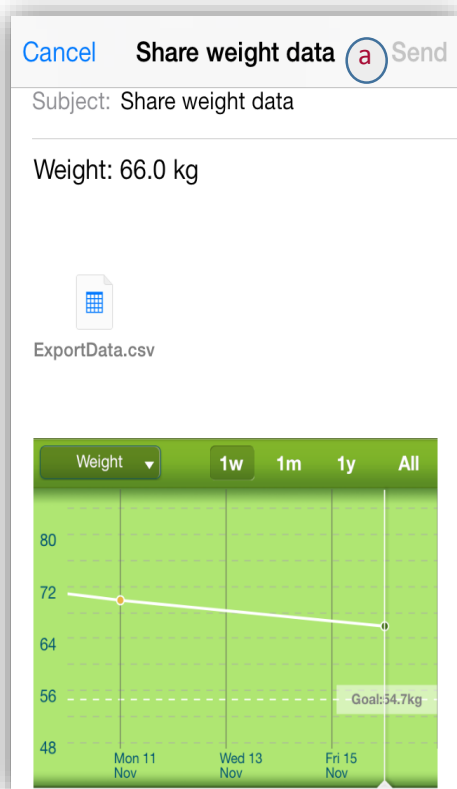 Cancel Share weight data a Send
Subject: Share weight data
Weight: 66.0 kg
ExportData.csv
Weight 1w 1m 1y All
80
72
64
56
Goal:54.7kg
48
Mon 11 Wed 13 Fri 15
Nov Nov Nov